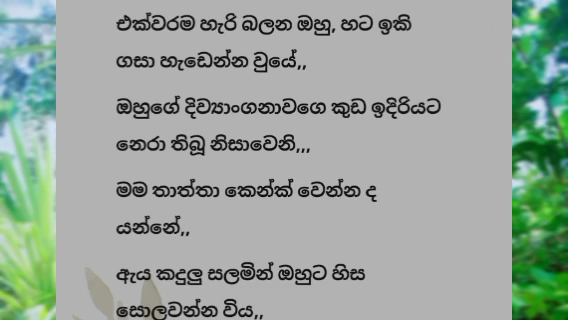 එක්වරම හැරි බලන ඔහු, හට ඉකි
ගසා හැඩෙන්න වුයේ,,
ඔහුගේ දිව්‍යාංගනාවගෙ කුඩ ඉදිරියට
නෙරා තිබූ නිසාවෙනි,,,
මම තාත්තා කෙන්ක් වෙන්න ද
යන්නේ,,
ඇය කදුලු සලමින් ඔහුට හිස
සොලවන්න විය,,